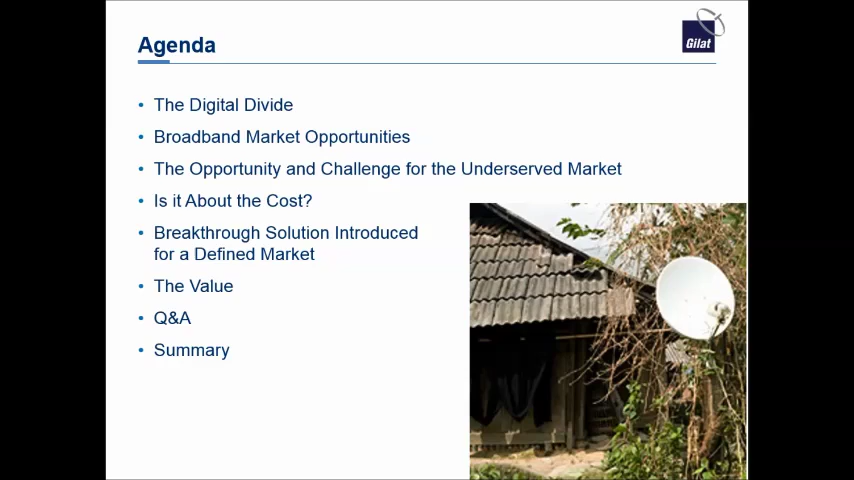 Agenda
Gilat
The Digital Divide
Broadband Market Opportunities
The Opportunity and Challenge for the Underserved Market
Is it About the Cost?
Breakthrough Solution Introduced
for a Defined Market
The Value
Q&A
Summary